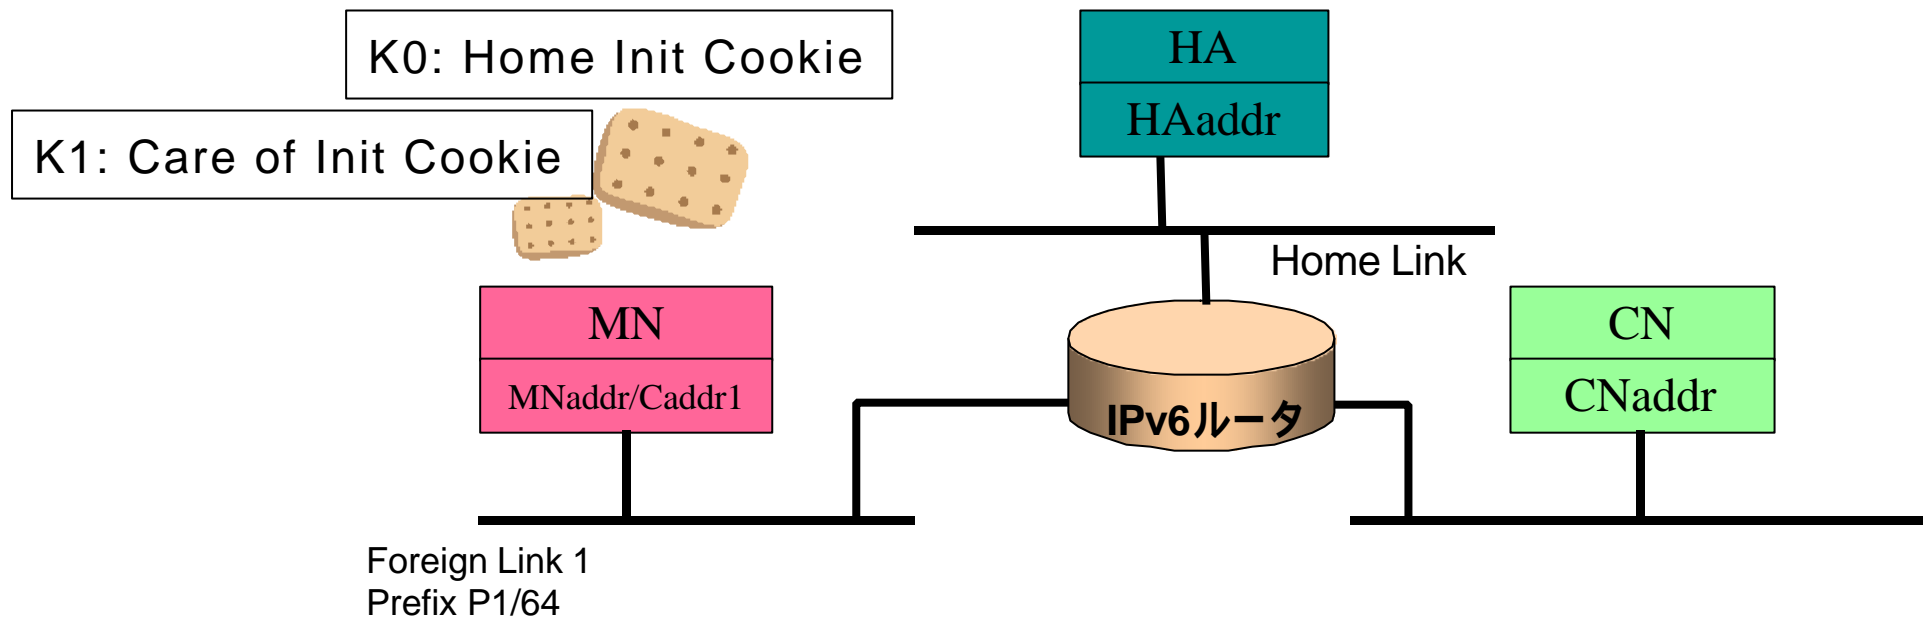 K0: Home Init Cookie
K1: Care of Init Cookie
HA
HAaddr
Home Link
MN
MNaddr/Caddr1
IPv6ルータ
CN
CNaddr
Foreign Link 1
Prefix P1/64